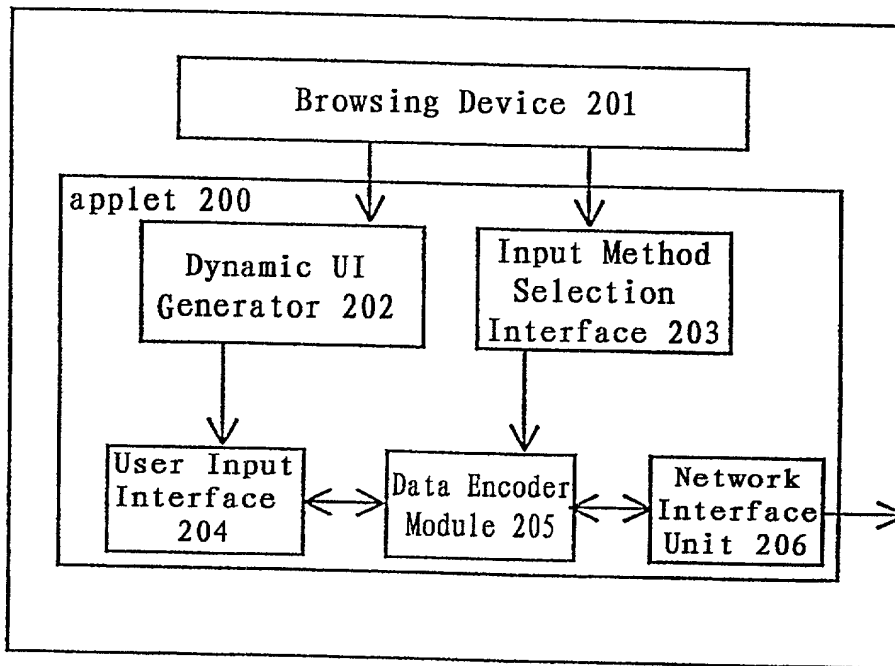 Browsing Device 201
applet 200
Dynamic UI
Generator 202
Input Method
Selection
Interface 203
User Input
Interface
204
Data Encoder
Module 205
Network
Interface
Unit 206